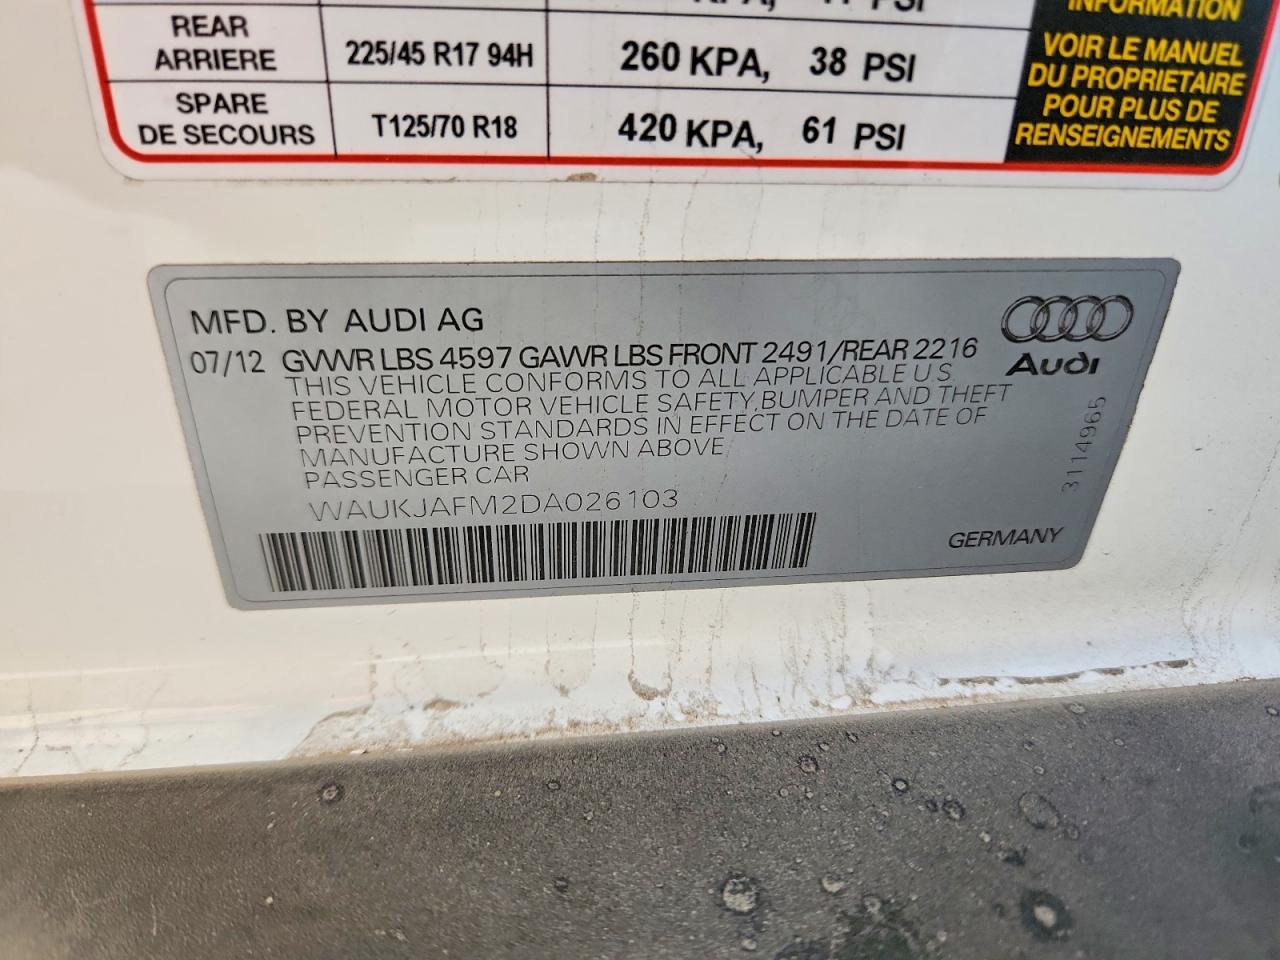 PSI
INFORMATION
REAR
ARRIERE
225/45 R17 94H
260 KPA, 38 PSI
SPARE
DE SECOURS
T125/70 R18
420 KPA, 61 PSI
VOIR LE MANUEL
DU PROPRIETAIRE
POUR PLUS DE
RENSEIGNEMENTS
MFD. BY AUDI AG
07/12 GVWR LBS 4597 GAWR LBS FRONT 2491/REAR 2216
THIS VEHICLE CONFORMS TO ALL APPLICABLE U.S.
FEDERAL MOTOR VEHICLE SAFETY,BUMPER AND THEFT
PREVENTION STANDARDS IN EFFECT ON THE DATE OF
MANUFACTURE SHOWN ABOVE
PASSENGER CAR
WAUKJAFM2DA026103
Audi
3114965
GERMANY